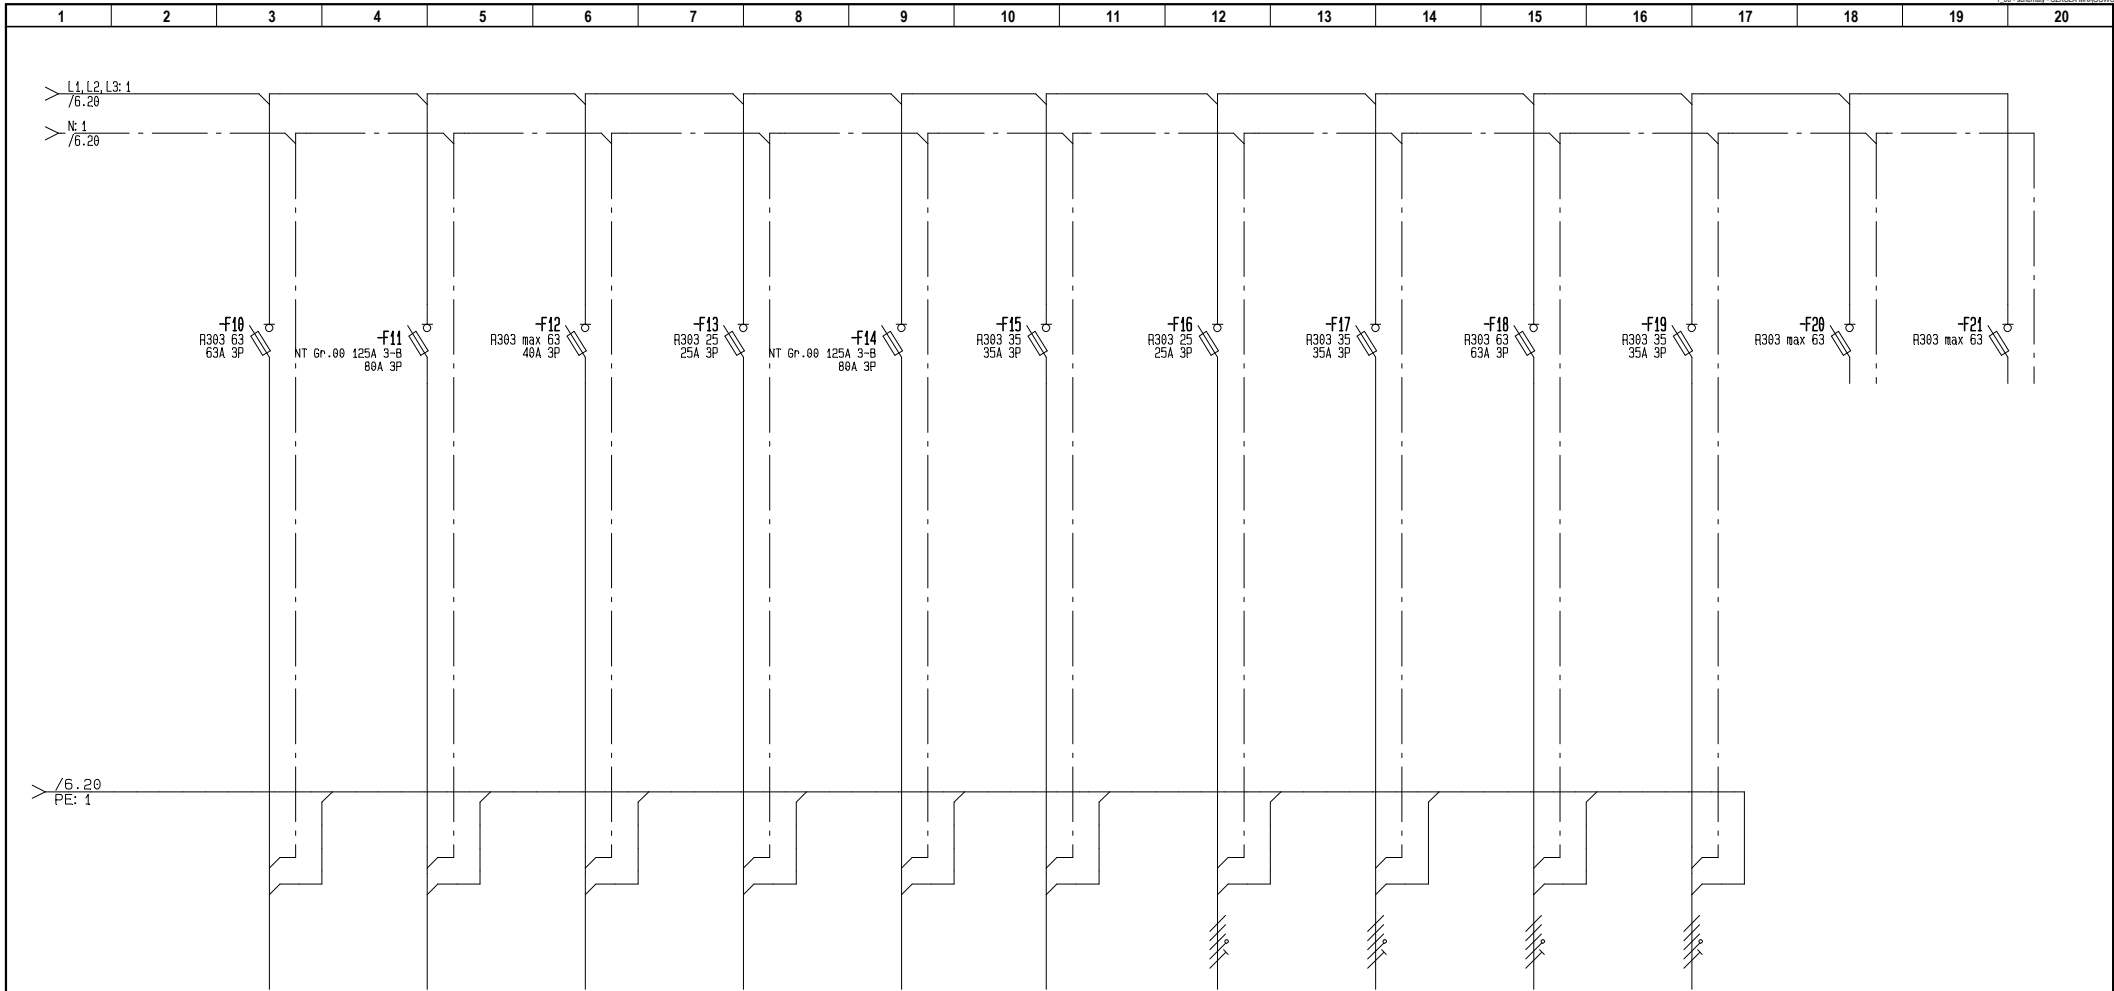 1 2 3 4 5 6 7 8 9 10 11 12 13 14 15 16 17 18 19 20
L1,L2,L3:1
/6.20
N:1
/6.20
-F10
R303 63
63A 3P
-F11
NT Gr.00 125A 3-B
80A 3P
-F12
R303 max 63
40A 3P
-F13
R303 25
25A 3P
-F14
NT Gr.00 125A 3-B
80A 3P
-F15
R303 35
35A 3P
-F16
R303 25
25A 3P
-F17
R303 35
35A 3P
-F18
R303 63
63A 3P
-F19
R303 35
35A 3P
-F20
R303 max 63
-F21
R303 max 63
/6.20
PE:1